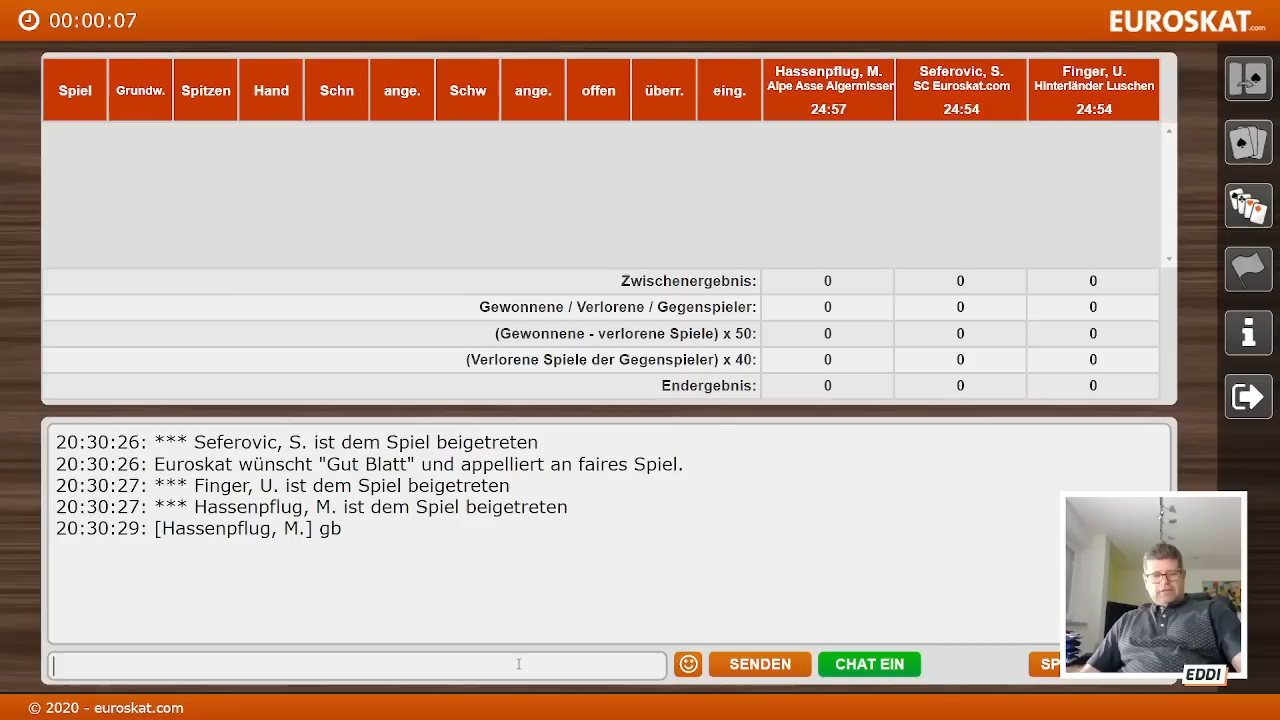 00:00:07
EUROSKAT.com
Spiel Grundw. Spitzen Hand Schn ange. Schw ange. offen überr. eing.
Hassenpflug, M. Seferovic, S. Finger, U.
Alpe Asse Algermisser SC Euroskat.com Hinterländer Luschen
24:57 24:54 24:54
Zwischenergebnis: 0 0 0
Gewonnene / Verlorene / Gegenspieler: 0 0 0
(Gewonnene - verlorene Spiele) x 50: 0 0 0
(Verlorene Spiele der Gegenspieler) x 40: 0 0 0
Endergebnis: 0 0 0
20:30:26: *** Seferovic, S. ist dem Spiel beigetreten
20:30:26: Euroskat wünscht "Gut Blatt" und appelliert an faires Spiel.
20:30:27: *** Finger, U. ist dem Spiel beigetreten
20:30:27: *** Hassenpflug, M. ist dem Spiel beigetreten
20:30:29: [Hassenpflug, M.] gb
SENDEN CHAT EIN SP
EDDI
© 2020 - euroskat.com